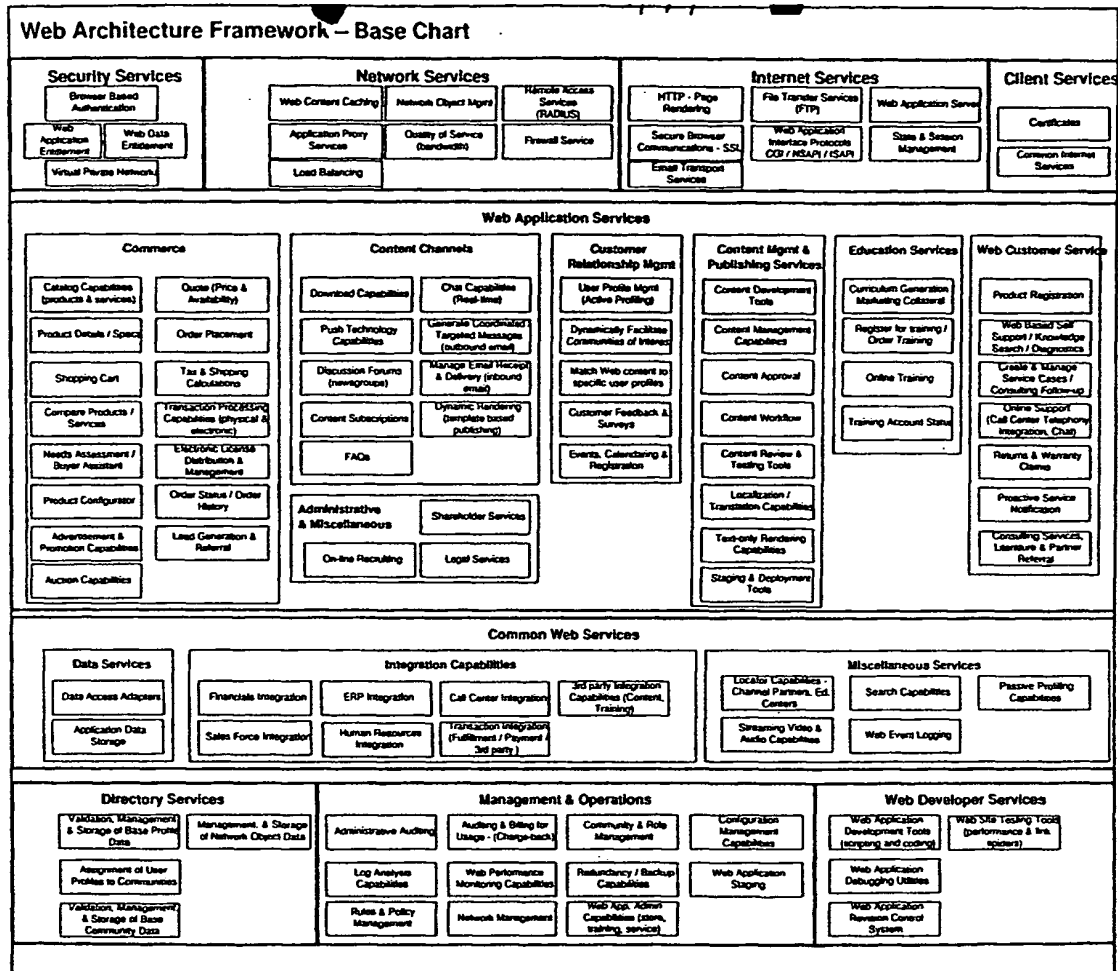 Web Architecture Framework – Base Chart
Security Services
Browser Based
Authentication
Web
Application
Entitlement
Web Data
Entitlement
Virtual Private Networks
Network Services
Web Content Caching
Network Object Mgmt
Remote Access
Services
(RADIUS)
Application Proxy
Services
Quality of Service
(bandwidth)
Firewall Service
Load Balancing
Internet Services
HTTP - Page
Rendering
File Transfer Services
(FTP)
Web Application Server
Secure Browser
Communications - SSL
Web Application
Interface Protocols
CGI / NSAPI / ISAPI
State & Session
Management
Email Transport
Services
Client Services
Certificates
Common Internet
Services
Web Application Services
Commerce
Catalog Capabilities
(products & services)
Quote (Price &
Availability)
Product Details / Specs
Order Placement
Shopping Cart
Tax & Shipping
Calculations
Compare Products /
Services
Transaction Processing
Capabilities (physical &
electronic)
Needs Assessment /
Buyer Assistant
Electronic License
Distribution &
Management
Product Configurator
Order Status / Order
History
Advertisement &
Promotion Capabilities
Lead Generation &
Referral
Auction Capabilities
Content Channels
Download Capabilities
Chat Capabilities
(Real-time)
Push Technology
Capabilities
Generate Coordinated /
Targeted Messages
(outbound email)
Discussion Forums
(newsgroups)
Manage Email Receipt
& Delivery (inbound
email)
Content Subscriptions
Dynamic Rendering
(template based
publishing)
FAQs
Administrative
& Miscellaneous
Shareholder Services
On-line Recruiting
Legal Services
Customer
Relationship Mgmt
User Profile Mgmt
(Active Profiling)
Dynamically Facilitate
Communities of Interest
Match Web content to
specific user profiles
Customer Feedback &
Surveys
Events, Calendaring &
Registration
Content Mgmt &
Publishing Services
Content Development
Tools
Content Management
Capabilities
Content Approval
Content Workflow
Content Review &
Testing Tools
Localization /
Translation Capabilities
Text-only Rendering
Capabilities
Staging & Deployment
Tools
Education Services
Curriculum Generation
Marketing Collateral
Register for training /
Order Training
Online Training
Training Account Status
Web Customer Service
Product Registration
Web Based Self
Support / Knowledge
Search / Diagnostics
Create & Manage
Service Cases /
Consulting Follow-up
Online Support
(Call Center Telephony
Integration, Chat)
Returns & Warranty
Claims
Proactive Service
Notification
Consulting Services,
Literature & Partner
Referral
Common Web Services
Data Services
Data Access Adapters
Application Data
Storage
Integration Capabilities
Financials Integration
ERP Integration
Call Center Integration
3rd party Integration
Capabilities (Content,
Training)
Sales Force Integration
Human Resources
Integration
Transaction Integration
(Fulfillment / Payment /
3rd party )
Miscellaneous Services
Locator Capabilities -
Channel Partners, Ed.
Centers
Search Capabilities
Passive Profiling
Capabilities
Streaming Video &
Audio Capabilities
Web Event Logging
Directory Services
Validation, Management,
& Storage of Base Profile
Data
Management, & Storage
of Network Object Data
Assignment of User
Profiles to Communities
Validation, Management,
& Storage of Base
Community Data
Management & Operations
Administrative Auditing
Auditing & Billing for
Usage - (Charge-back)
Community & Role
Management
Configuration
Management
Capabilities
Log Analysis
Capabilities
Web Performance
Monitoring Capabilities
Redundancy / Backup
Capabilities
Web Application
Staging
Rules & Policy
Management
Network Management
Web App. Admin
Capabilities (store,
training, service)
Web Developer Services
Web Application
Development Tools
(scripting and coding)
Web Site Testing Tools
(performance & link
spiders)
Web Application
Debugging Utilities
Web Application
Revision Control
System